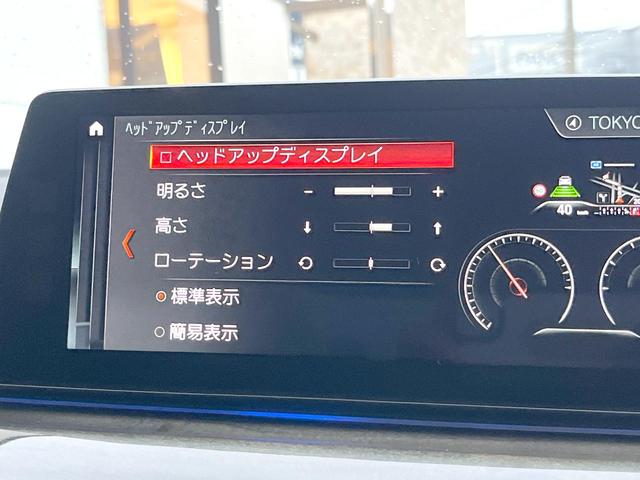 ﾍｯﾄﾞｱｯﾌﾟﾃﾞｨｽﾌﾟﾚｲ
TOKYO
ヘッドアップディスプレイ
明るさ
高さ
ローテーション
標準表示
簡易表示
40